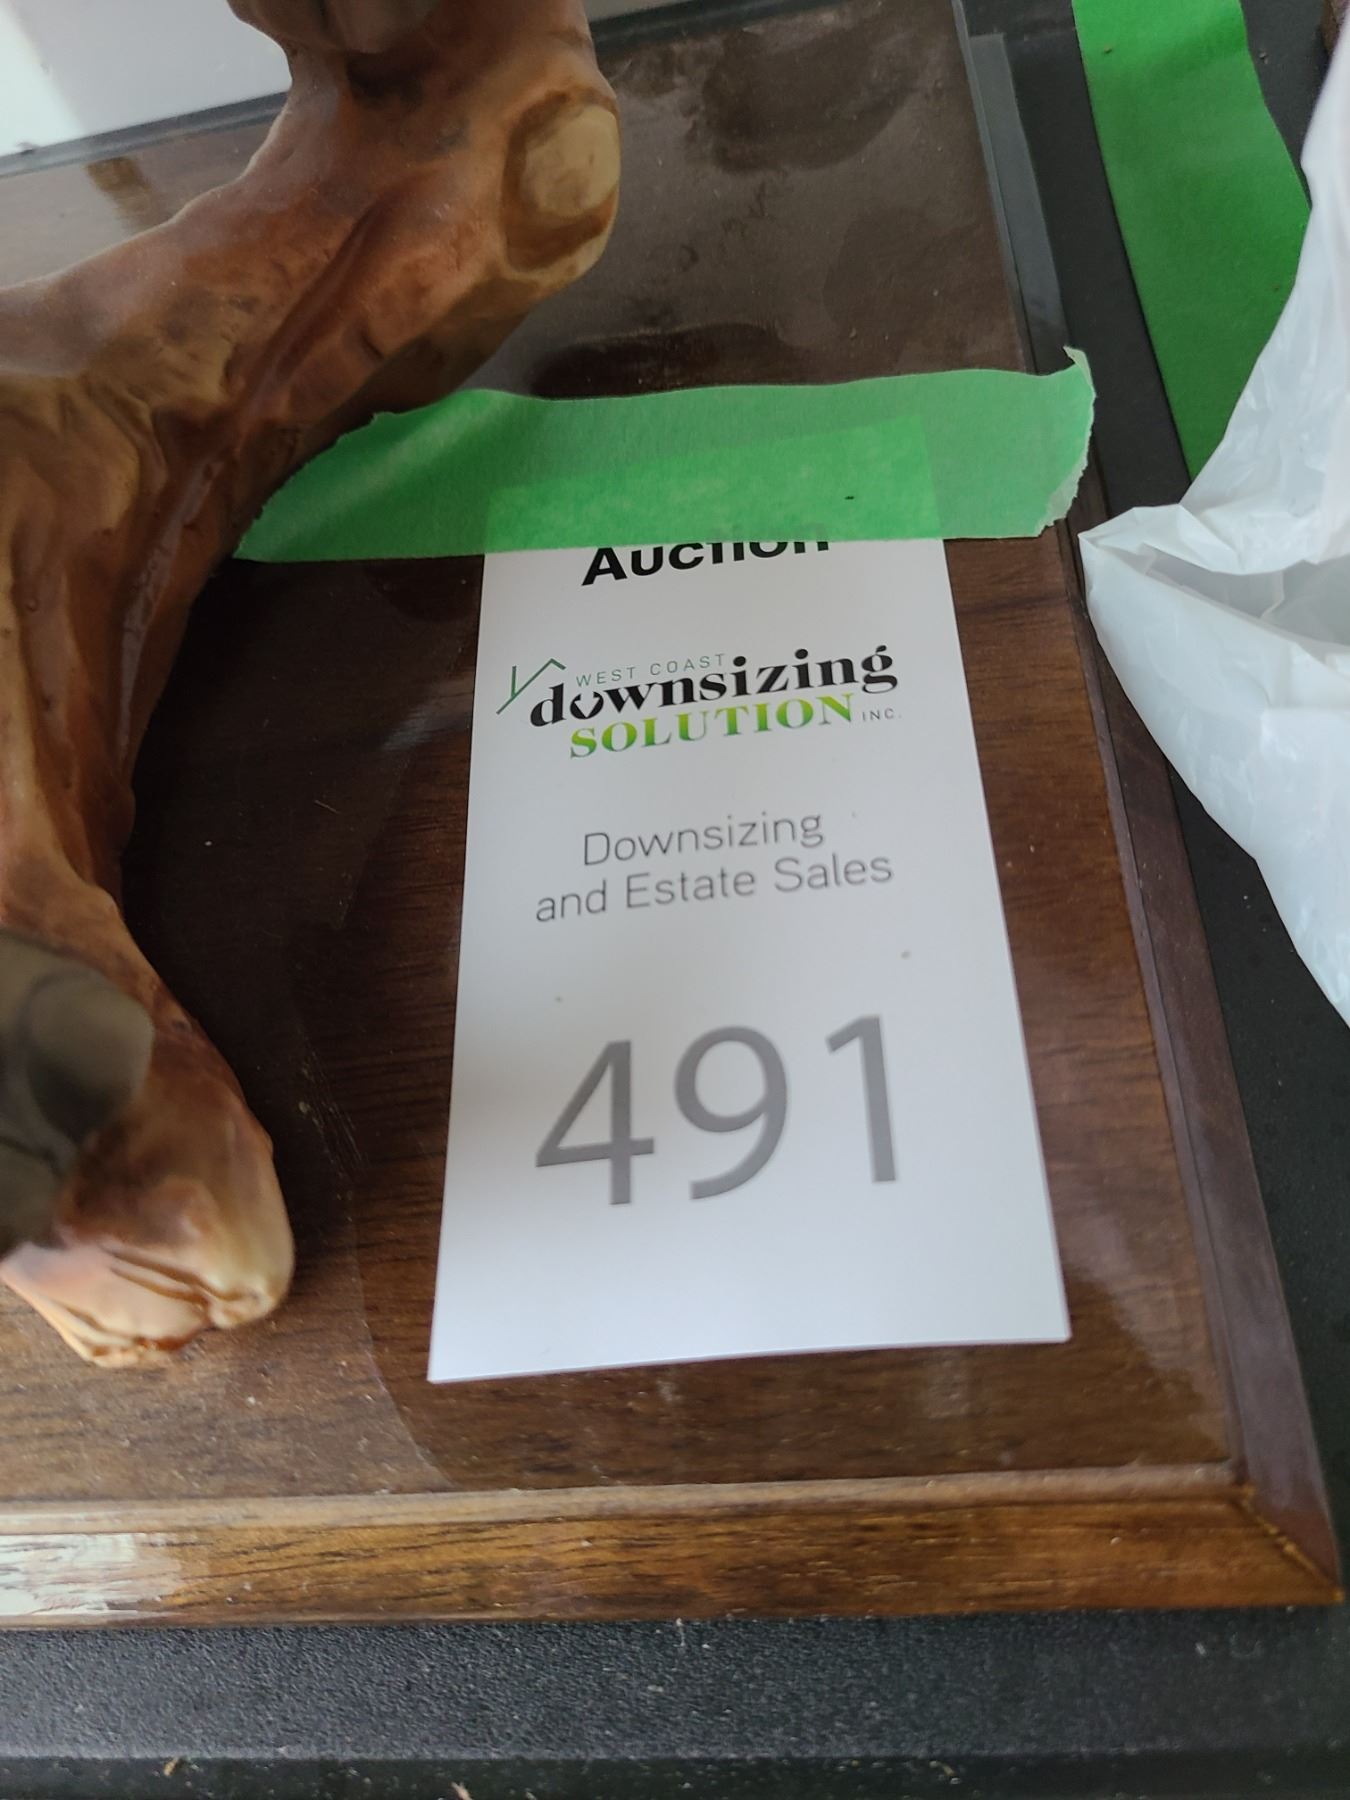 Auction
WEST COAST
downsizing
SOLUTION INC.
Downsizing
and Estate Sales
491